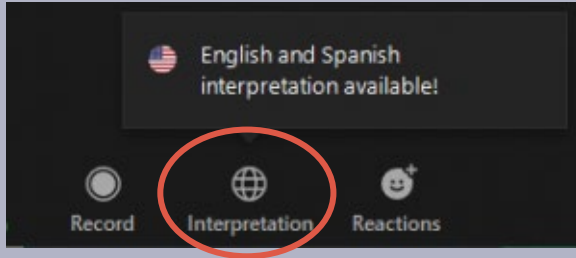 English and Spanish
interpretation available!
Record
Interpretation
Reactions